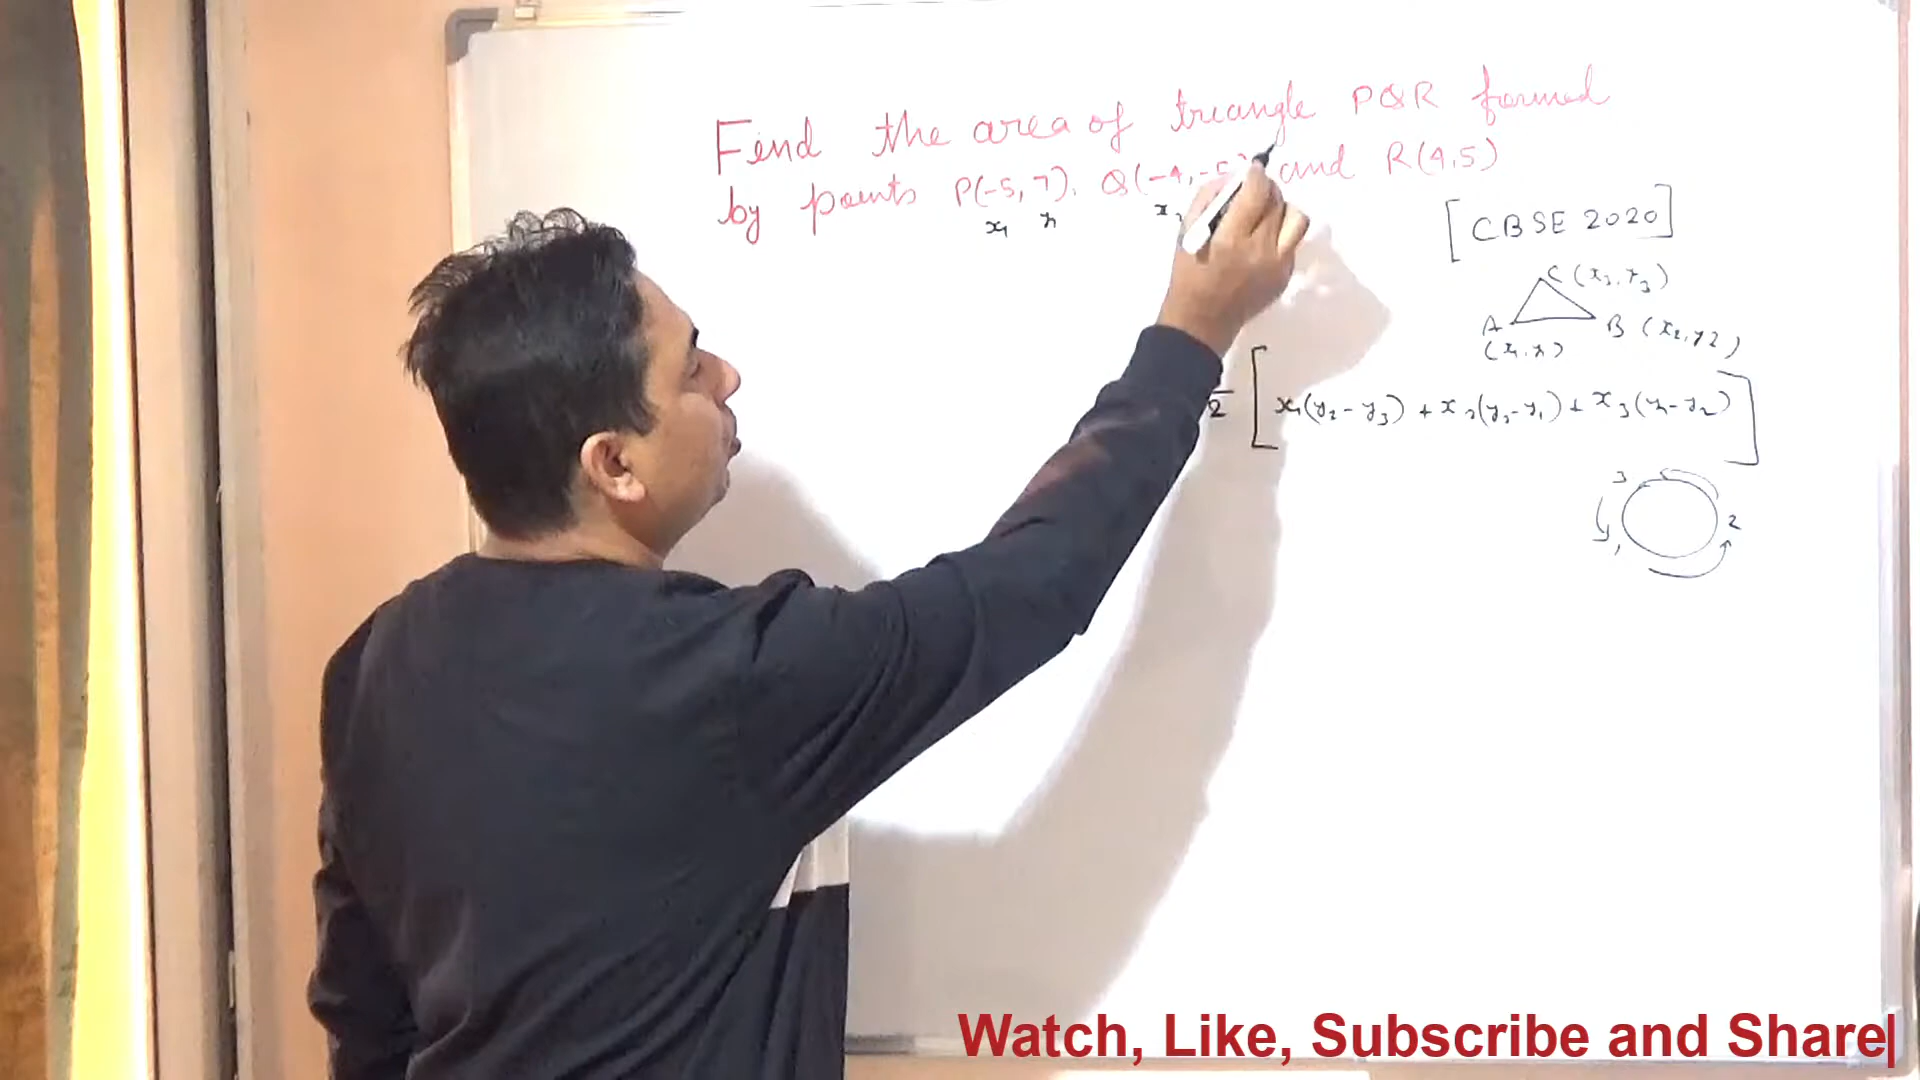 Find the area of triangle PQR formed
by points P(-5, 7), Q(-4, -5) and R(4,5)
x₁ y₁ x₂
[CBSE 2020]
C (x₃, y₃)
A B (x₂, y2)
(x₁, y₁)
2 [x₁(y₂ - y₃) + x₂(y₃ - y₁) + x₃(y₁ - y₂)]
3
2
1
Watch, Like, Subscribe and Share